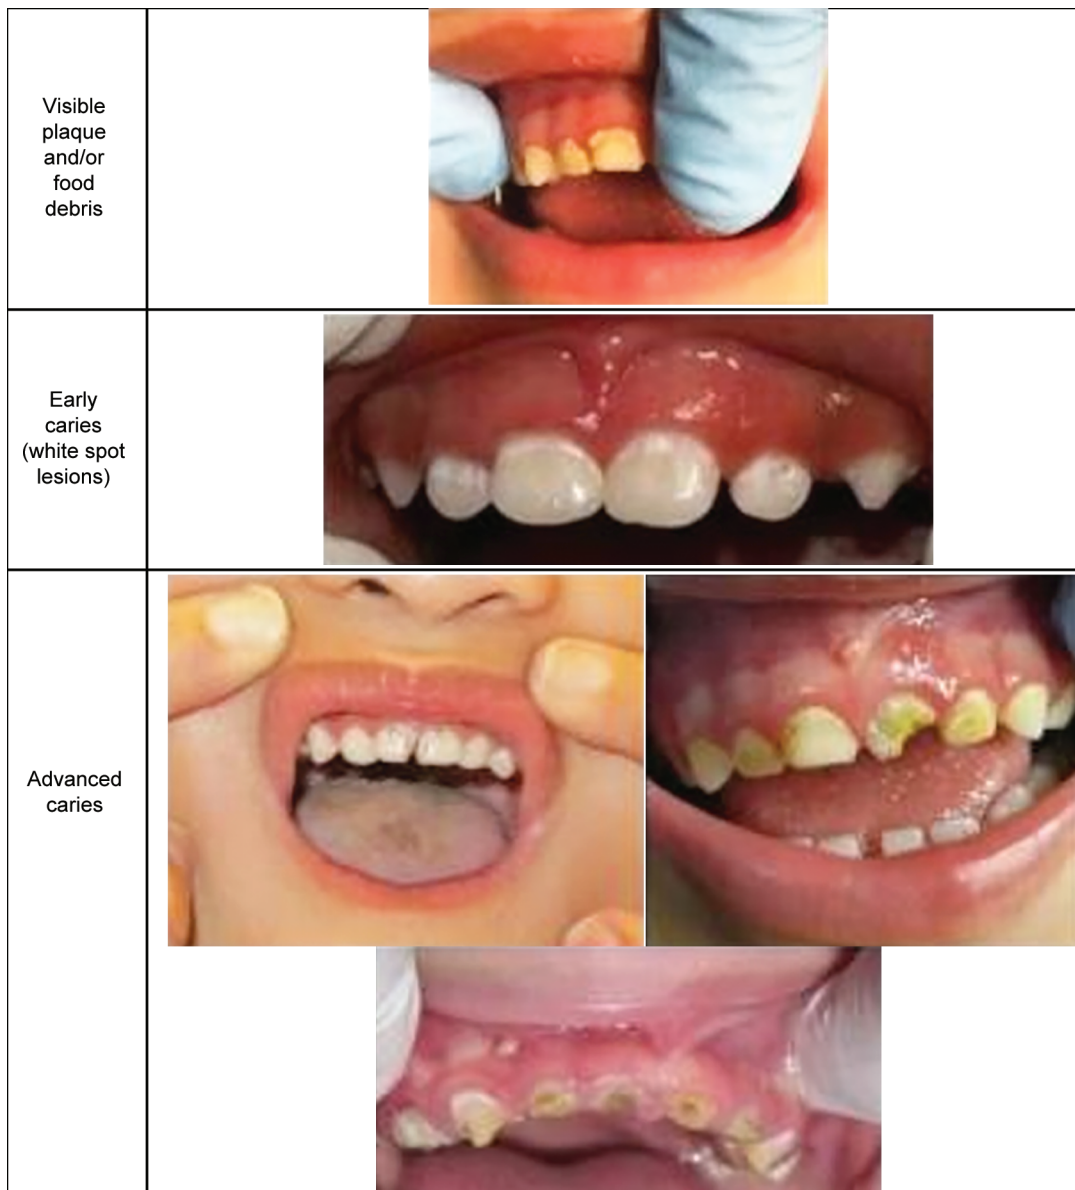 Visible
plaque
and/or
food
debris
Early
caries
(white spot
lesions)
Advanced
caries